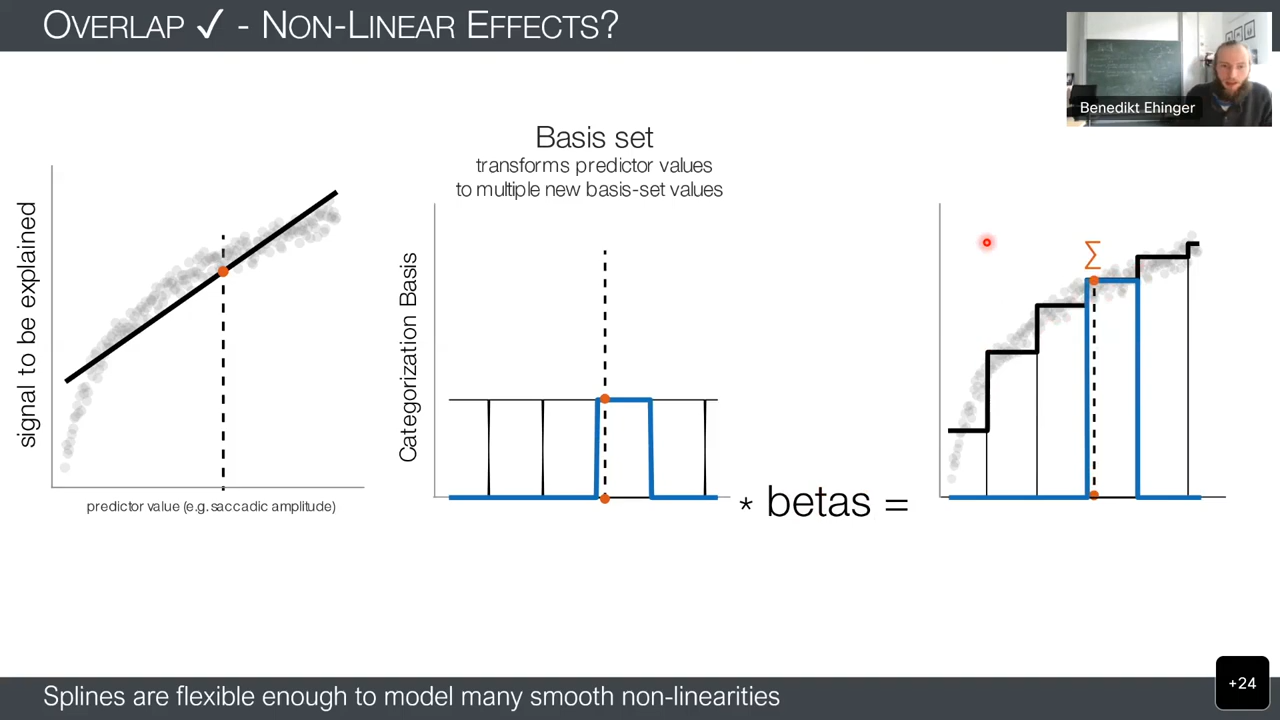 OVERLAP ✓ - NON-LINEAR EFFECTS?
Benedikt Ehinger
Basis set
transforms predictor values
to multiple new basis-set values
signal to be explained
predictor value (e.g. saccadic amplitude)
Categorization Basis
* betas =
Σ
Splines are flexible enough to model many smooth non-linearities
+24